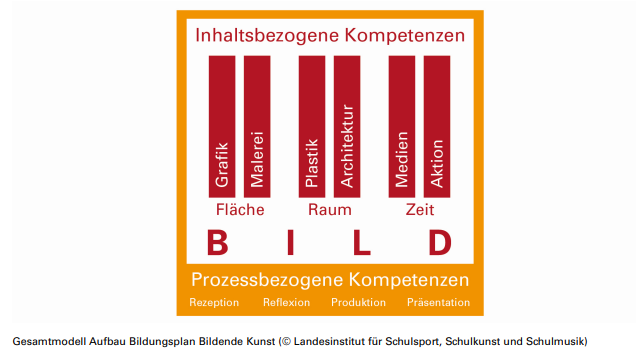 Inhaltsbezogene Kompetenzen
Grafik
Malerei
Plastik
Architektur
Medien
Aktion
Fläche Raum Zeit
B I L D
Prozessbezogene Kompetenzen
Rezeption Reflexion Produktion Präsentation
Gesamtmodell Aufbau Bildungsplan Bildende Kunst (© Landesinstitut für Schulsport, Schulkunst und Schulmusik)